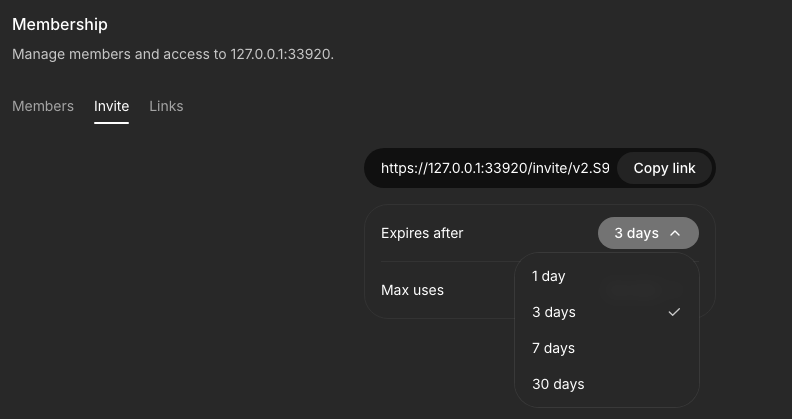 Membership
Manage members and access to 127.0.0.1:33920.
Members Invite Links
https://127.0.0.1:33920/invite/v2.S9 Copy link
Expires after 3 days
Max uses
1 day
3 days
7 days
30 days